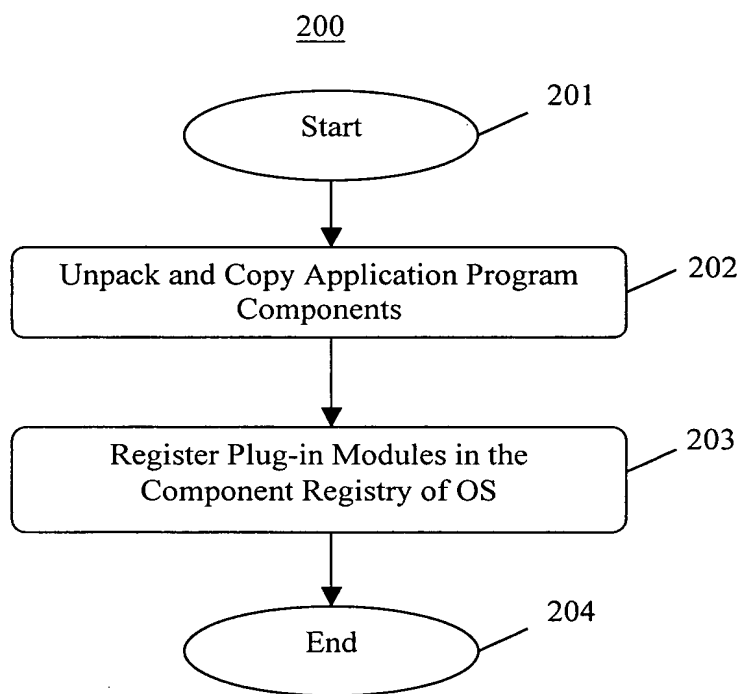 200
Start
201
Unpack and Copy Application Program
Components
202
Register Plug-in Modules in the
Component Registry of OS
203
End
204